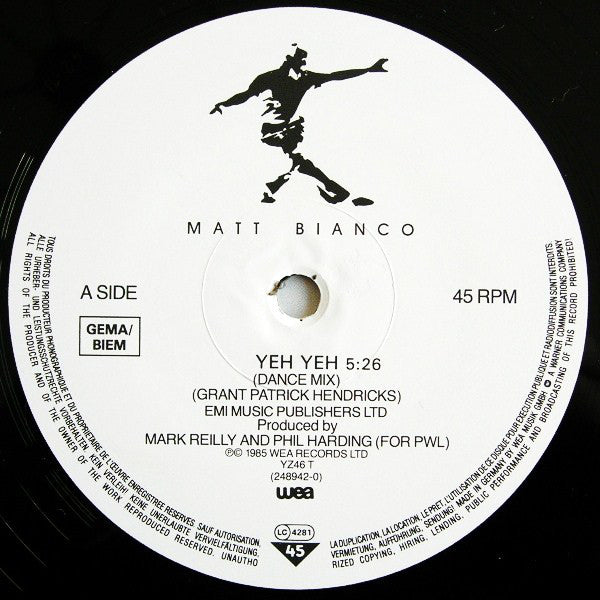 MATT BIANCO
A SIDE
45 RPM
GEMA/
BIEM
YEH YEH 5:26
(DANCE MIX)
(GRANT PATRICK HENDRICKS)
EMI MUSIC PUBLISHERS LTD
Produced by
MARK REILLY AND PHIL HARDING (FOR PWL)
℗© 1985 WEA RECORDS LTD
YZ46 T
(248942-0)
wea
LC 4281
45
TOUS DROITS DU PRODUCTEUR PHONOGRAPHIQUE ET DU PROPRIETAIRE DE L'ŒUVRE ENREGISTREE RESERVES. SAUF AUTORISATION, LA DUPLICATION, LA LOCATION, LE PRET, L'UTILISATION DE CE DISQUE POUR EXECUTION PUBLIQUE ET RADIODIFFUSION SONT INTERDITS.
ALLE URHEBER- UND LEISTUNGSSCHUTZRECHTE VORBEHALTEN. KEIN VERLEIH! KEINE UNERLAUBTE VERVIELFÄLTIGUNG, VERMIETUNG, AUFFÜHRUNG, SENDUNG! MADE IN GERMANY BY WEA MUSIK GMBH · A WARNER COMMUNICATIONS COMPANY
ALL RIGHTS OF THE PRODUCER AND OF THE OWNER OF THE WORK REPRODUCED RESERVED. UNAUTHORIZED COPYING, HIRING, LENDING, PUBLIC PERFORMANCE AND BROADCASTING OF THIS RECORD PROHIBITED!